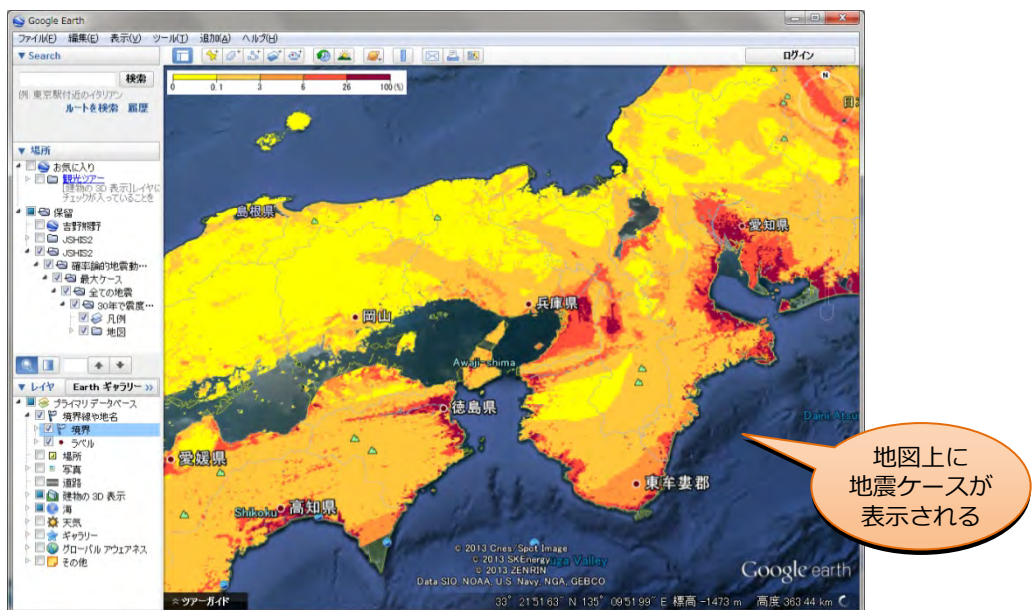 Google Earth
ファイル(F) 編集(E) 表示(V) ツール(T) 追加(A) ヘルプ(H)
▼ Search
ログイン
検索
例: 東京駅付近のイタリアン
ルートを検索 履歴
0 0.1 3 6 26 100 (%)
N
▼ 場所
お気に入り
観光ツアー
[建物の 3D 表示]レイヤに
チェックが入っていることを
保留
吉野熊野
JSHIS2
JSHIS2
確率論的地震動…
最大ケース
全ての地震
30年で震度…
凡例
地図
▼ レイヤ
Earth ギャラリー >>
プライマリ データベース
境界線や地名
境界
ラベル
場所
写真
道路
建物の 3D 表示
海
天気
ギャラリー
グローバル アウェアネス
その他
島根県
愛知県
兵庫県
岡山
Awaji-shima
徳島県
愛媛県
東牟婁郡
Shikoku
高知県
© 2013 Cnes/Spot Image
© 2013 SKEnergy
© 2013 ZENRIN
Data SIO, NOAA, U.S. Navy, NGA, GEBCO
Google earth
ツアーガイド
33° 21'51.63" N 135° 09'51.99" E 標高 -1473 m 高度 363.44 km
地図上に
地震ケースが
表示される